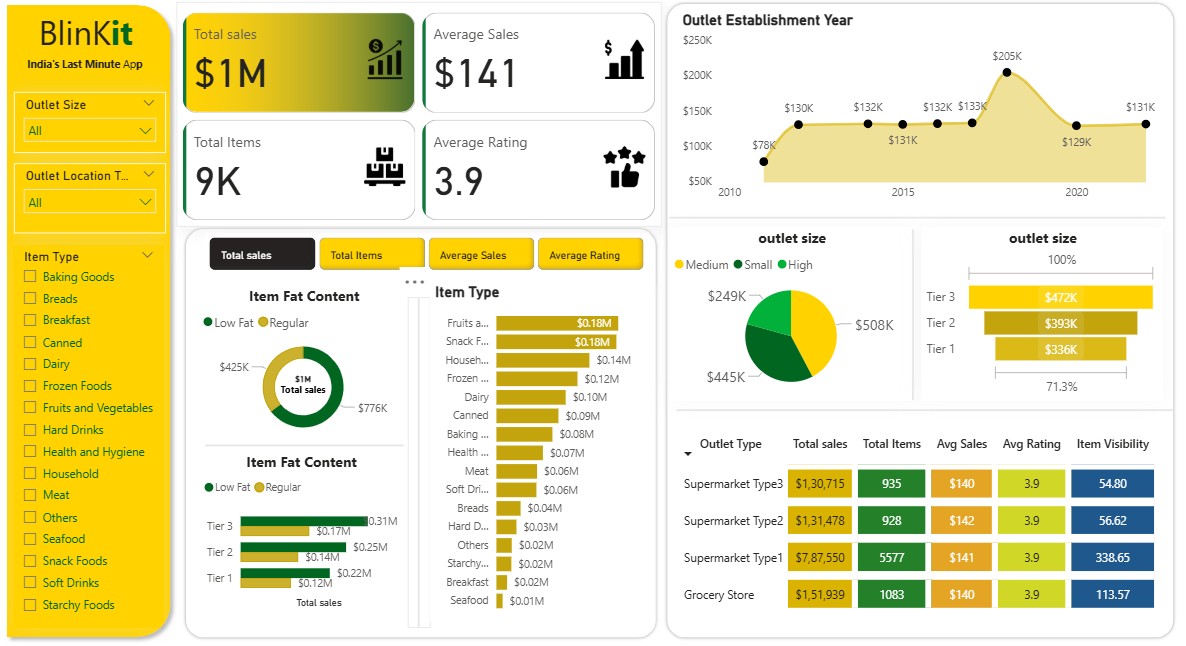 BlinKit
India's Last Minute App
Outlet Size
All
Outlet Location T...
All
Item Type
Baking Goods
Breads
Breakfast
Canned
Dairy
Frozen Foods
Fruits and Vegetables
Hard Drinks
Health and Hygiene
Household
Meat
Others
Seafood
Snack Foods
Soft Drinks
Starchy Foods
Total sales
$1M
Average Sales
$141
Total Items
9K
Average Rating
3.9
Total sales Total Items Average Sales Average Rating
Item Fat Content
Low Fat Regular
$425K
$1M
Total sales
$776K
Item Fat Content
Low Fat Regular
Tier 3 0.31M
$0.17M
Tier 2 $0.25M
$0.14M
Tier 1 $0.22M
$0.12M
Total sales
Item Type
Fruits a... $0.18M
Snack F... $0.18M
Househ... $0.14M
Frozen ... $0.12M
Dairy $0.10M
Canned $0.09M
Baking ... $0.08M
Health ... $0.07M
Meat $0.06M
Soft Dri... $0.06M
Breads $0.04M
Hard D... $0.03M
Others $0.02M
Starchy... $0.02M
Breakfast $0.02M
Seafood $0.01M
Outlet Establishment Year
$250K
$200K
$150K
$100K
$50K
$78K $130K $132K $131K $132K $133K $205K $129K $131K
2010 2015 2020
outlet size
Medium Small High
$249K
$508K
$445K
outlet size
100%
Tier 3 $472K
Tier 2 $393K
Tier 1 $336K
71.3%
Outlet Type Total sales Total Items Avg Sales Avg Rating Item Visibility
Supermarket Type3 $1,30,715 935 $140 3.9 54.80
Supermarket Type2 $1,31,478 928 $142 3.9 56.62
Supermarket Type1 $7,87,550 5577 $141 3.9 338.65
Grocery Store $1,51,939 1083 $140 3.9 113.57